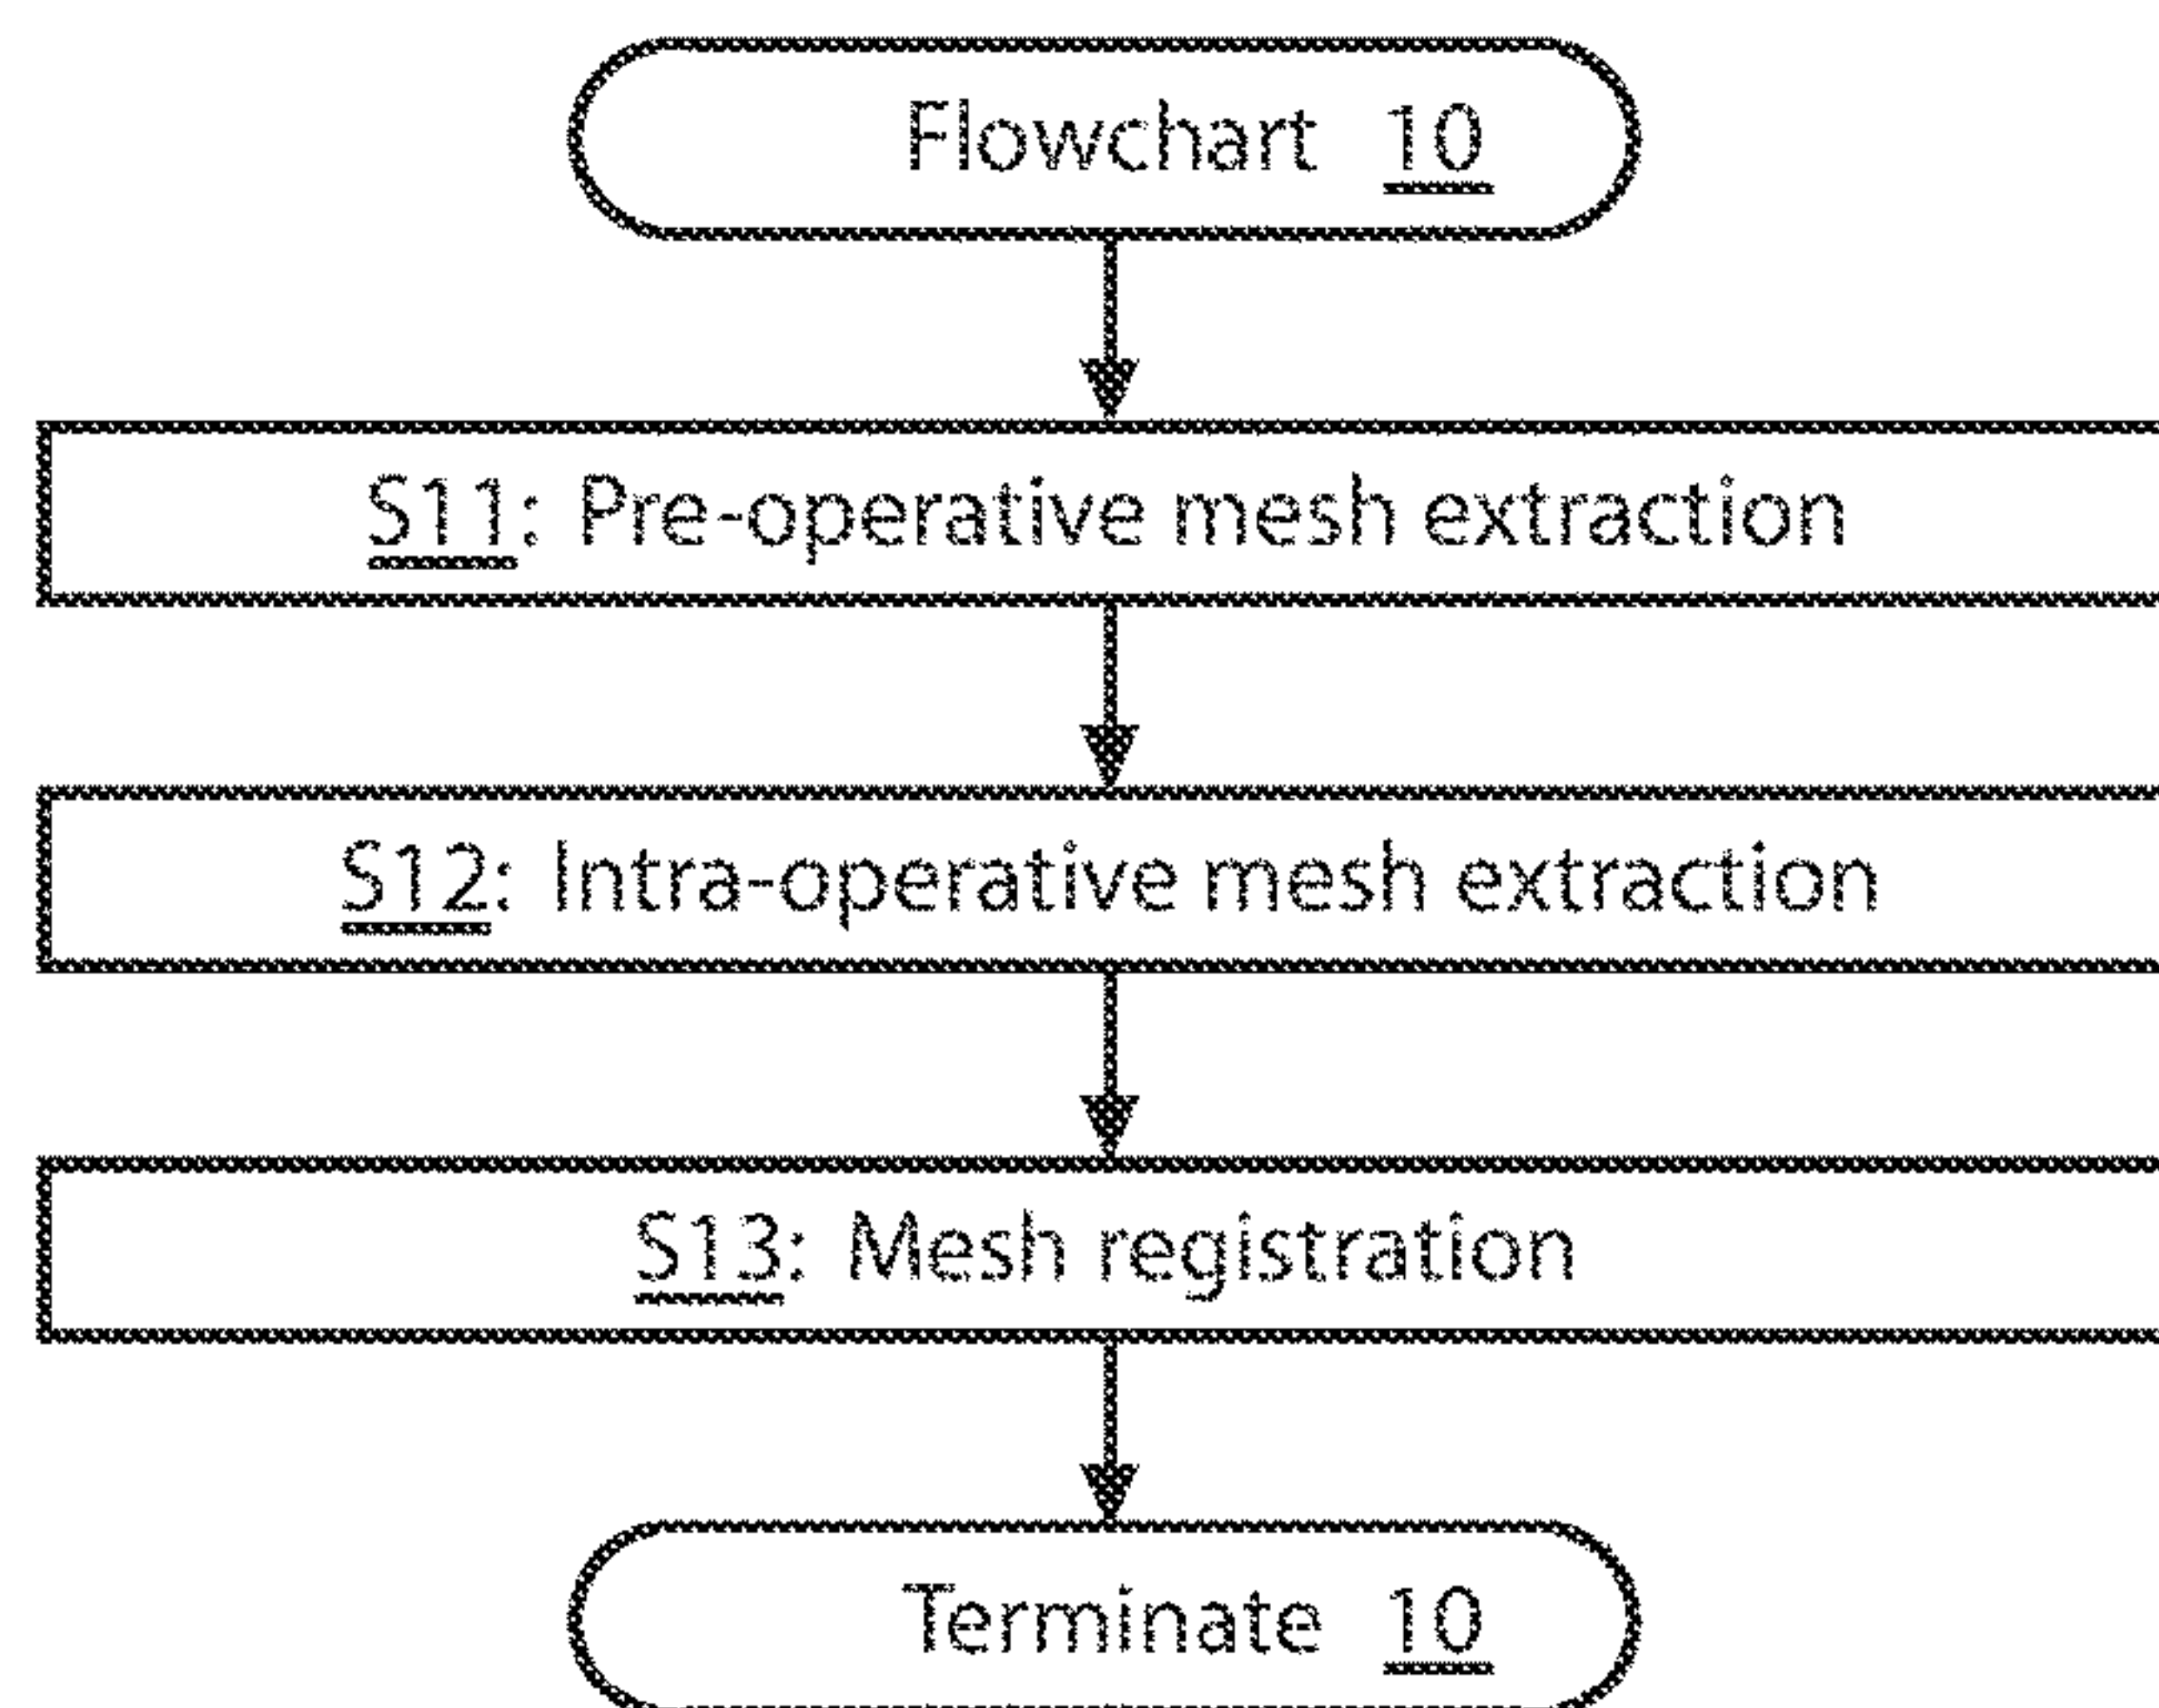 Flowchart 10
S11: Pre-operative mesh extraction
S12: Intra-operative mesh extraction
S13: Mesh registration
Terminate 10